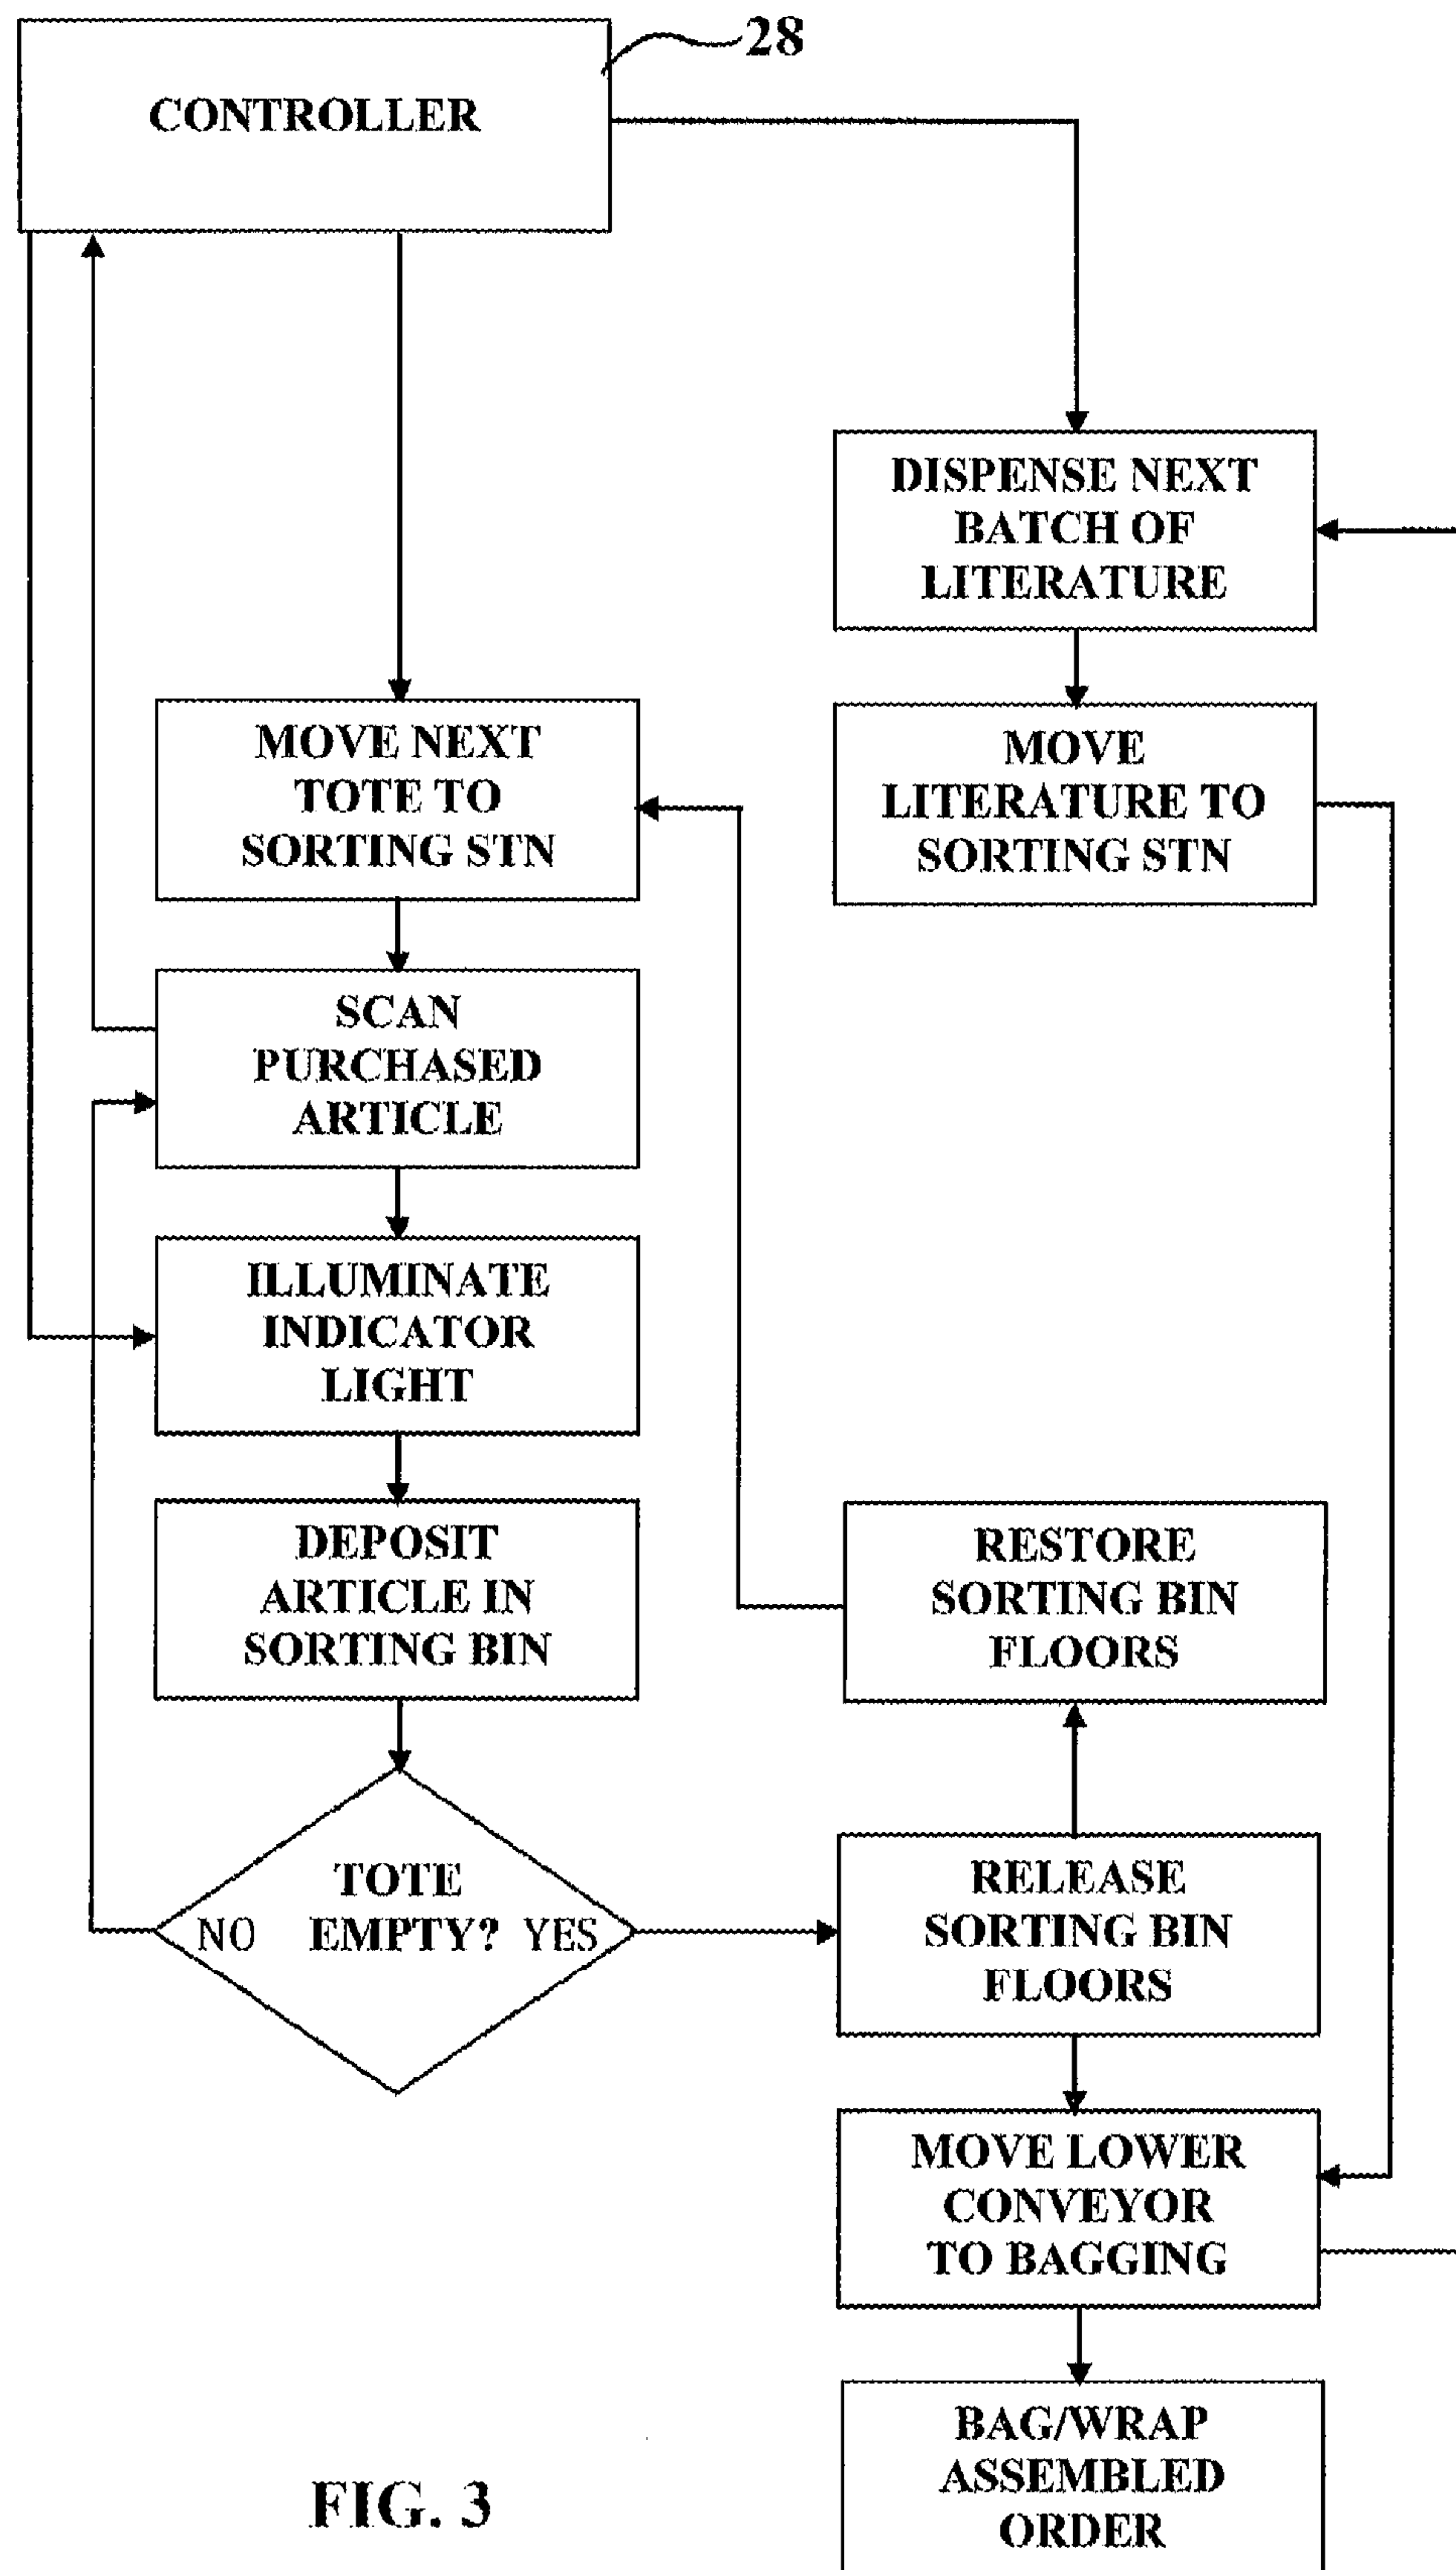 28
CONTROLLER
DISPENSE NEXT
BATCH OF
LITERATURE
MOVE
LITERATURE TO
SORTING STN
MOVE NEXT
TOTE TO
SORTING STN
SCAN
PURCHASED
ARTICLE
ILLUMINATE
INDICATOR
LIGHT
DEPOSIT
ARTICLE IN
SORTING BIN
TOTE
NO EMPTY? YES
RESTORE
SORTING BIN
FLOORS
RELEASE
SORTING BIN
FLOORS
MOVE LOWER
CONVEYOR
TO BAGGING
BAG/WRAP
ASSEMBLED
ORDER
FIG. 3